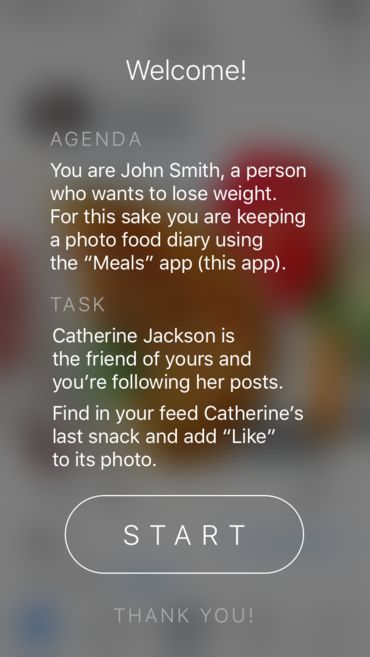 Welcome!
AGENDA
You are John Smith, a person
who wants to lose weight.
For this sake you are keeping
a photo food diary using
the “Meals” app (this app).
TASK
Catherine Jackson is
the friend of yours and
you’re following her posts.
Find in your feed Catherine’s
last snack and add “Like”
to its photo.
START
THANK YOU!